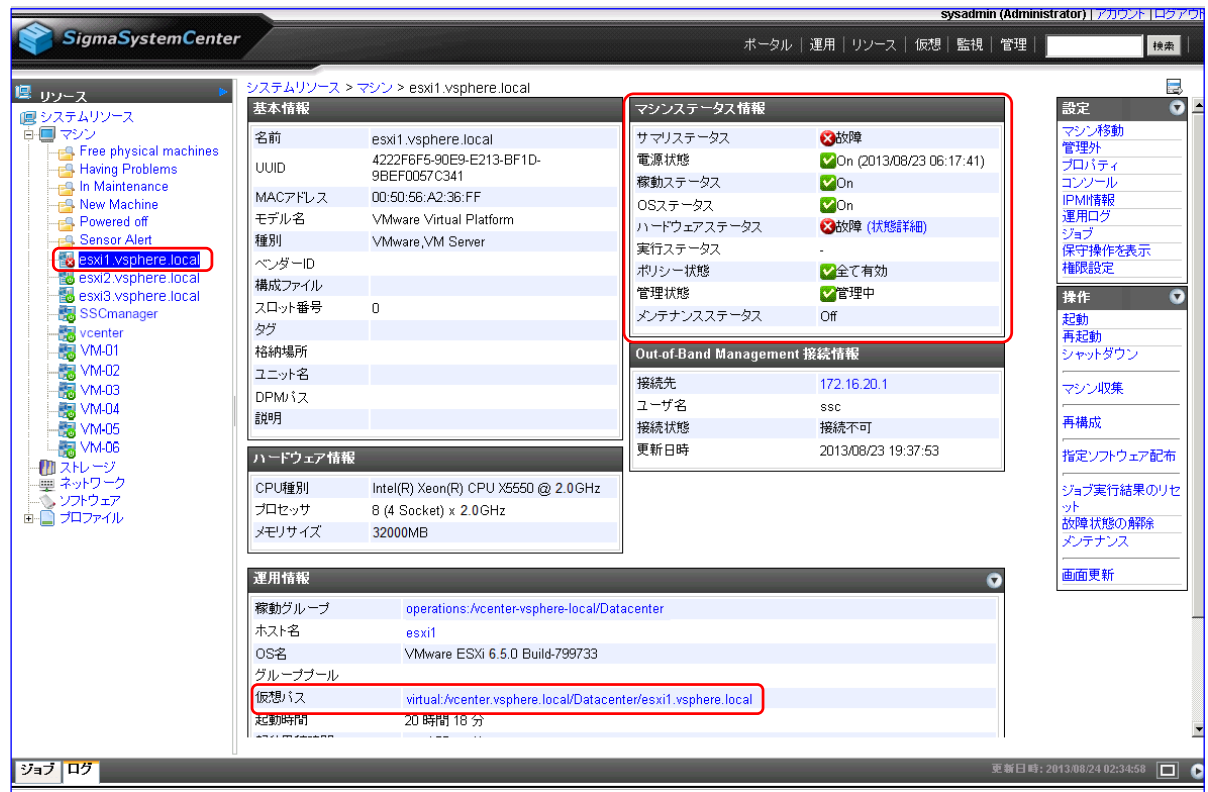 sysadmin (Administrator) | アカウント | ログアウト
SigmaSystemCenter
ポータル | 運用 | リソース | 仮想 | 監視 | 管理 | 検索
リソース
システムリソース
マシン
Free physical machines
Having Problems
In Maintenance
New Machine
Powered off
Sensor Alert
esxi1.vsphere.local
esxi2.vsphere.local
esxi3.vsphere.local
SSCmanager
vcenter
VM-01
VM-02
VM-03
VM-04
VM-05
VM-06
ストレージ
ネットワーク
ソフトウェア
プロファイル
システムリソース > マシン > esxi1.vsphere.local
基本情報
名前 esxi1.vsphere.local
UUID 4222F6F5-90E9-E213-BF1D-
9BEF0057C341
MACアドレス 00:50:56:A2:36:FF
モデル名 VMware Virtual Platform
種別 VMware,VM Server
ベンダーID
構成ファイル
スロット番号 0
タグ
格納場所
ユニット名
DPMパス
説明
ハードウェア情報
CPU種別 Intel(R) Xeon(R) CPU X5550 @ 2.0GHz
プロセッサ 8 (4 Socket) x 2.0GHz
メモリサイズ 32000MB
マシンステータス情報
サマリステータス 故障
電源状態 On (2013/08/23 06:17:41)
稼動ステータス On
OSステータス On
ハードウェアステータス 故障 (状態詳細)
実行ステータス -
ポリシー状態 全て有効
管理状態 管理中
メンテナンスステータス Off
Out-of-Band Management 接続情報
接続先 172.16.20.1
ユーザ名 ssc
接続状態 接続不可
更新日時 2013/08/23 19:37:53
運用情報
稼動グループ operations:/vcenter-vsphere-local/Datacenter
ホスト名 esxi1
OS名 VMware ESXi 6.5.0 Build-799733
グループプール
仮想パス virtual:/vcenter.vsphere.local/Datacenter/esxi1.vsphere.local
起動時間 20 時間 18 分
設定
マシン移動
管理外
プロパティ
コンソール
IPMI情報
運用ログ
ジョブ
保守操作を表示
権限設定
操作
起動
再起動
シャットダウン
マシン収集
再構成
指定ソフトウェア配布
ジョブ実行結果のリセ
ット
故障状態の解除
メンテナンス
画面更新
ジョブ ログ
更新日時: 2013/08/24 02:34:58